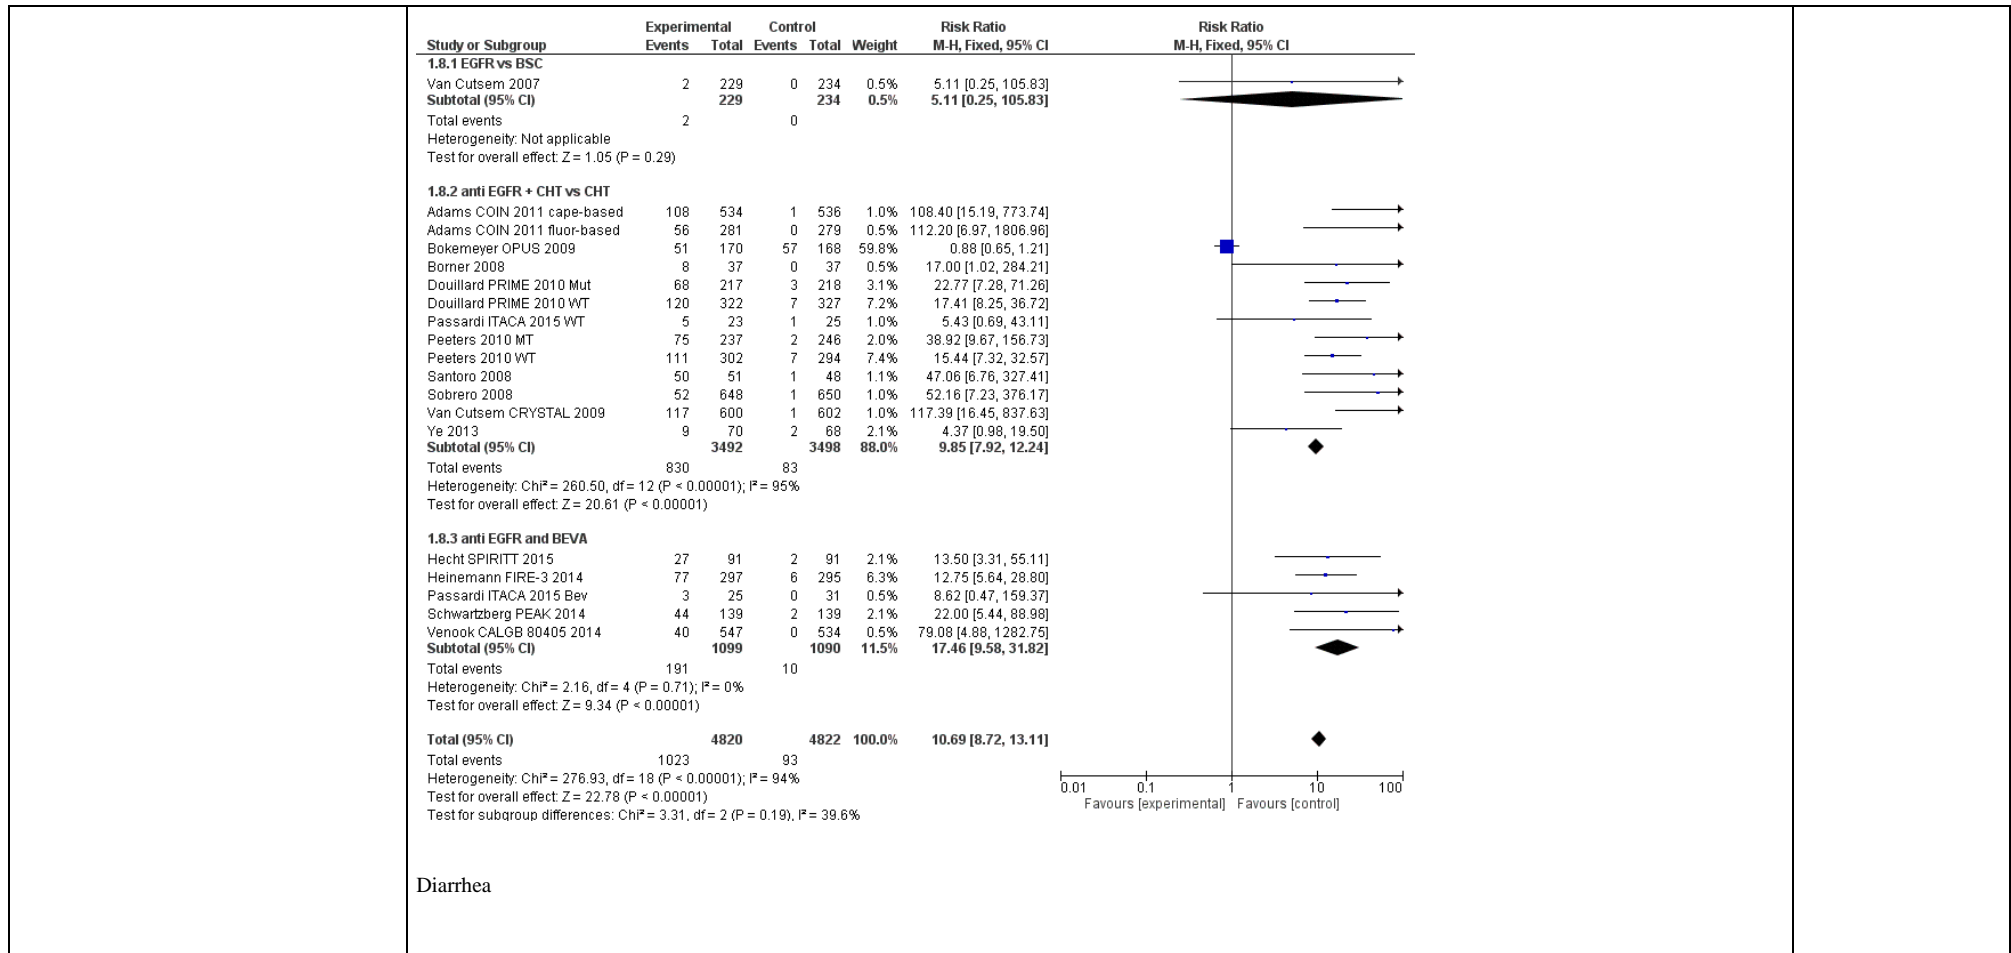 Experimental Control Risk Ratio Risk Ratio
Study or Subgroup Events Total Events Total Weight M-H, Fixed, 95% CI M-H, Fixed, 95% CI
1.8.1 EGFR vs BSC
Van Cutsem 2007 2 229 0 234 0.5% 5.11 [0.25, 105.83]
Subtotal (95% CI) 229 234 0.5% 5.11 [0.25, 105.83]
Total events 2 0
Heterogeneity: Not applicable
Test for overall effect: Z = 1.05 (P = 0.29)
1.8.2 anti EGFR + CHT vs CHT
Adams COIN 2011 cape-based 108 534 1 536 1.0% 108.40 [15.19, 773.74]
Adams COIN 2011 fluor-based 56 281 0 279 0.5% 112.20 [6.97, 1806.96]
Bokemeyer OPUS 2009 51 170 57 168 59.8% 0.88 [0.65, 1.21]
Borner 2008 8 37 0 37 0.5% 17.00 [1.02, 284.21]
Douillard PRIME 2010 Mut 68 217 3 218 3.1% 22.77 [7.28, 71.26]
Douillard PRIME 2010 WT 120 322 7 327 7.2% 17.41 [8.25, 36.72]
Passardi ITACA 2015 WT 5 23 1 25 1.0% 5.43 [0.69, 43.11]
Peeters 2010 MT 75 237 2 246 2.0% 38.92 [9.67, 156.73]
Peeters 2010 WT 111 302 7 294 7.4% 15.44 [7.32, 32.57]
Santoro 2008 50 51 1 48 1.1% 47.06 [6.76, 327.41]
Sobrero 2008 52 648 1 650 1.0% 52.16 [7.23, 376.17]
Van Cutsem CRYSTAL 2009 117 600 1 602 1.0% 117.39 [16.45, 837.63]
Ye 2013 9 70 2 68 2.1% 4.37 [0.98, 19.50]
Subtotal (95% CI) 3492 3498 88.0% 9.85 [7.92, 12.24]
Total events 830 83
Heterogeneity: Chi² = 260.50, df = 12 (P < 0.00001); I² = 95%
Test for overall effect: Z = 20.61 (P < 0.00001)
1.8.3 anti EGFR and BEVA
Hecht SPIRITT 2015 27 91 2 91 2.1% 13.50 [3.31, 55.11]
Heinemann FIRE-3 2014 77 297 6 295 6.3% 12.75 [5.64, 28.80]
Passardi ITACA 2015 Bev 3 25 0 31 0.5% 8.62 [0.47, 159.37]
Schwartzberg PEAK 2014 44 139 2 139 2.1% 22.00 [5.44, 88.98]
Venook CALGB 80405 2014 40 547 0 534 0.5% 79.08 [4.88, 1282.75]
Subtotal (95% CI) 1099 1090 11.5% 17.46 [9.58, 31.82]
Total events 191 10
Heterogeneity: Chi² = 2.16, df = 4 (P = 0.71); I² = 0%
Test for overall effect: Z = 9.34 (P < 0.00001)
Total (95% CI) 4820 4822 100.0% 10.69 [8.72, 13.11]
Total events 1023 93
Heterogeneity: Chi² = 276.93, df = 18 (P < 0.00001); I² = 94%
Test for overall effect: Z = 22.78 (P < 0.00001)
Test for subgroup differences: Chi² = 3.31, df = 2 (P = 0.19), I² = 39.6%
0.01 0.1 1 10 100
Favours [experimental] Favours [control]
Diarrhea